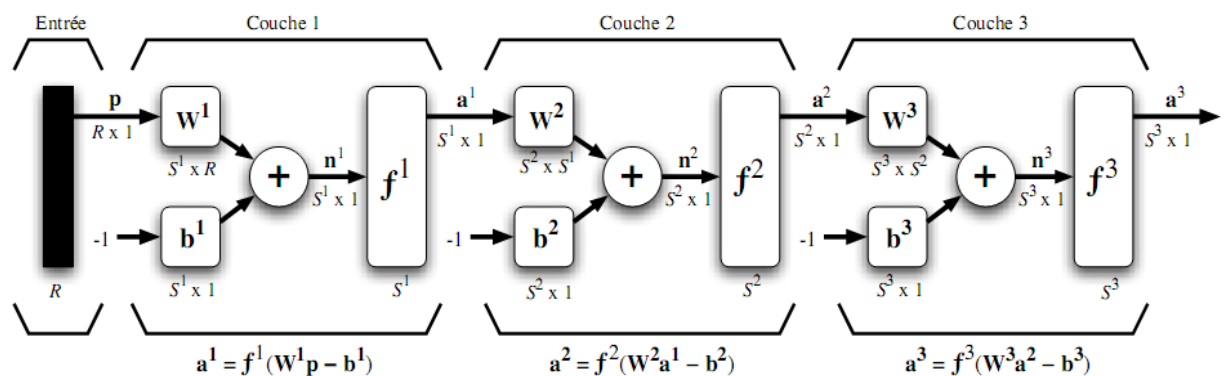 Entrée Couche 1 Couche 2 Couche 3
p a¹ a² a³
R x 1 W¹ S¹ x 1 W² S² x 1 W³ S³ x 1
S¹ x R n¹ S² x S¹ n² S³ x S² n³
+ f¹ + f² + f³
S¹ x 1 S² x 1 S³ x 1
-1 b¹ -1 b² -1 b³
R S¹ x 1 S¹ S² x 1 S² S³ x 1 S³
a¹ = f¹(W¹p – b¹) a² = f²(W²a¹ – b²) a³ = f³(W³a² – b³)